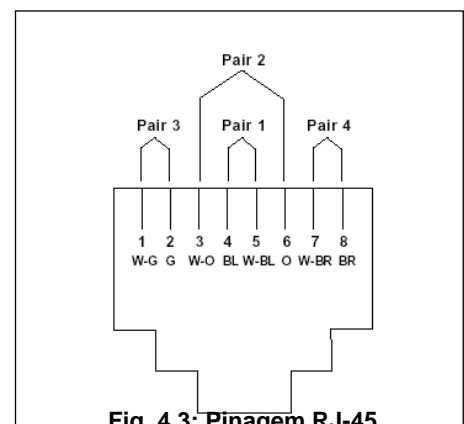 Pair 2
Pair 3 Pair 1 Pair 4
1 2 3 4 5 6 7 8
W-G G W-O BL W-BL O W-BR BR
Fig. 4.3: Pinagem RJ-45